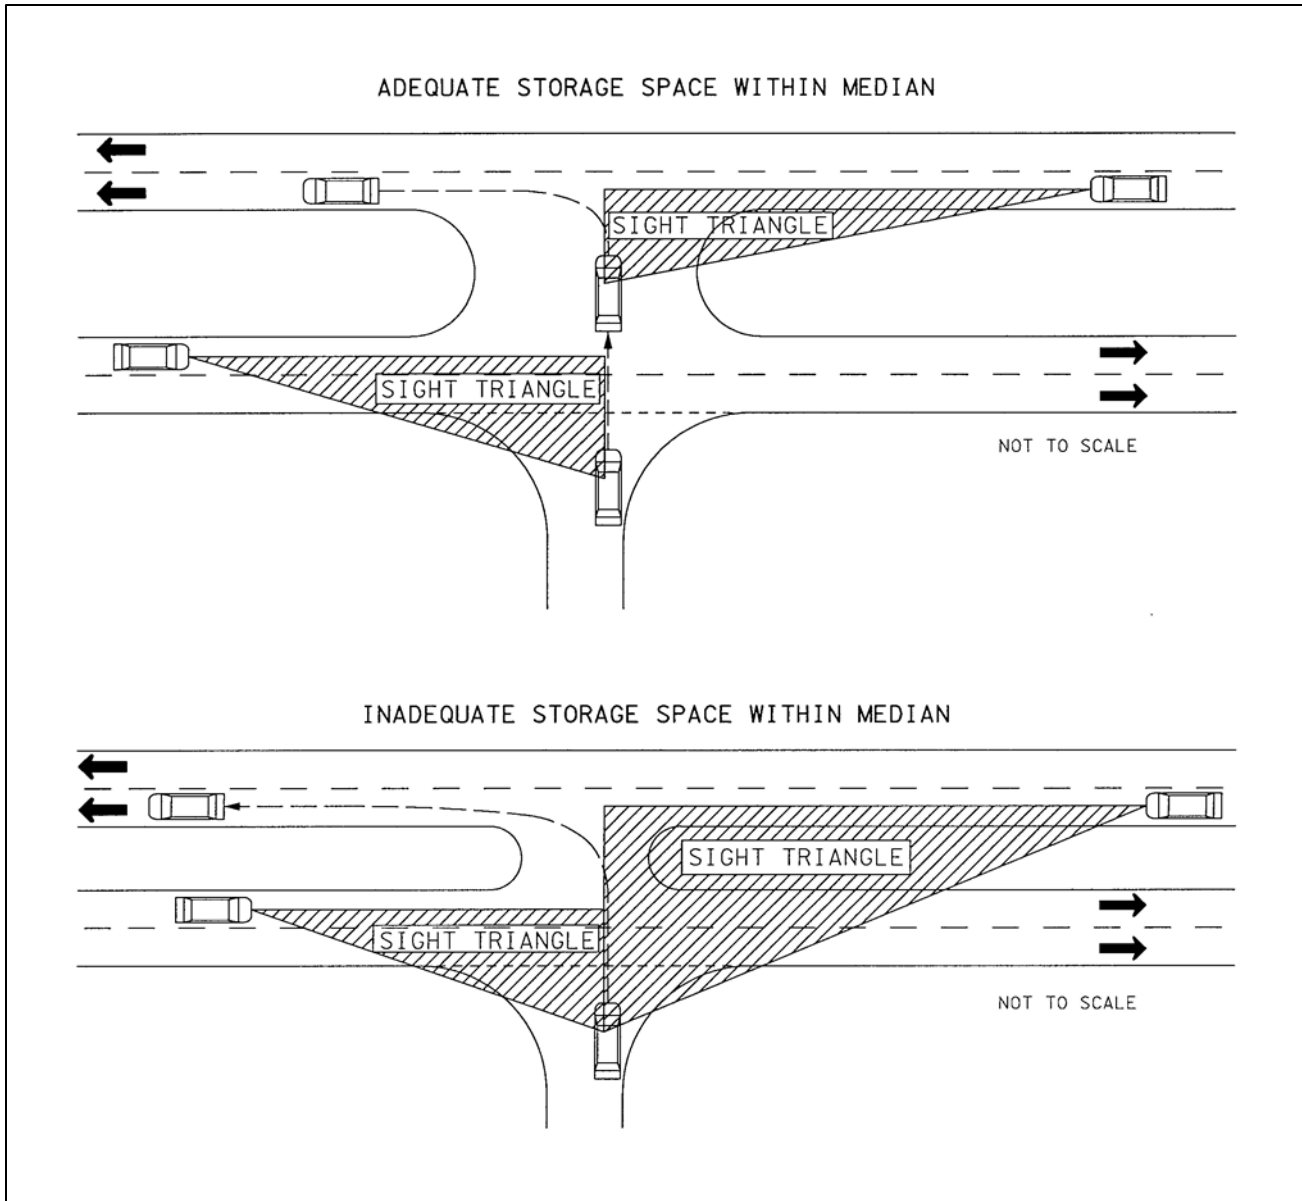 ADEQUATE STORAGE SPACE WITHIN MEDIAN
SIGHT TRIANGLE
SIGHT TRIANGLE
NOT TO SCALE
INADEQUATE STORAGE SPACE WITHIN MEDIAN
SIGHT TRIANGLE
SIGHT TRIANGLE
NOT TO SCALE